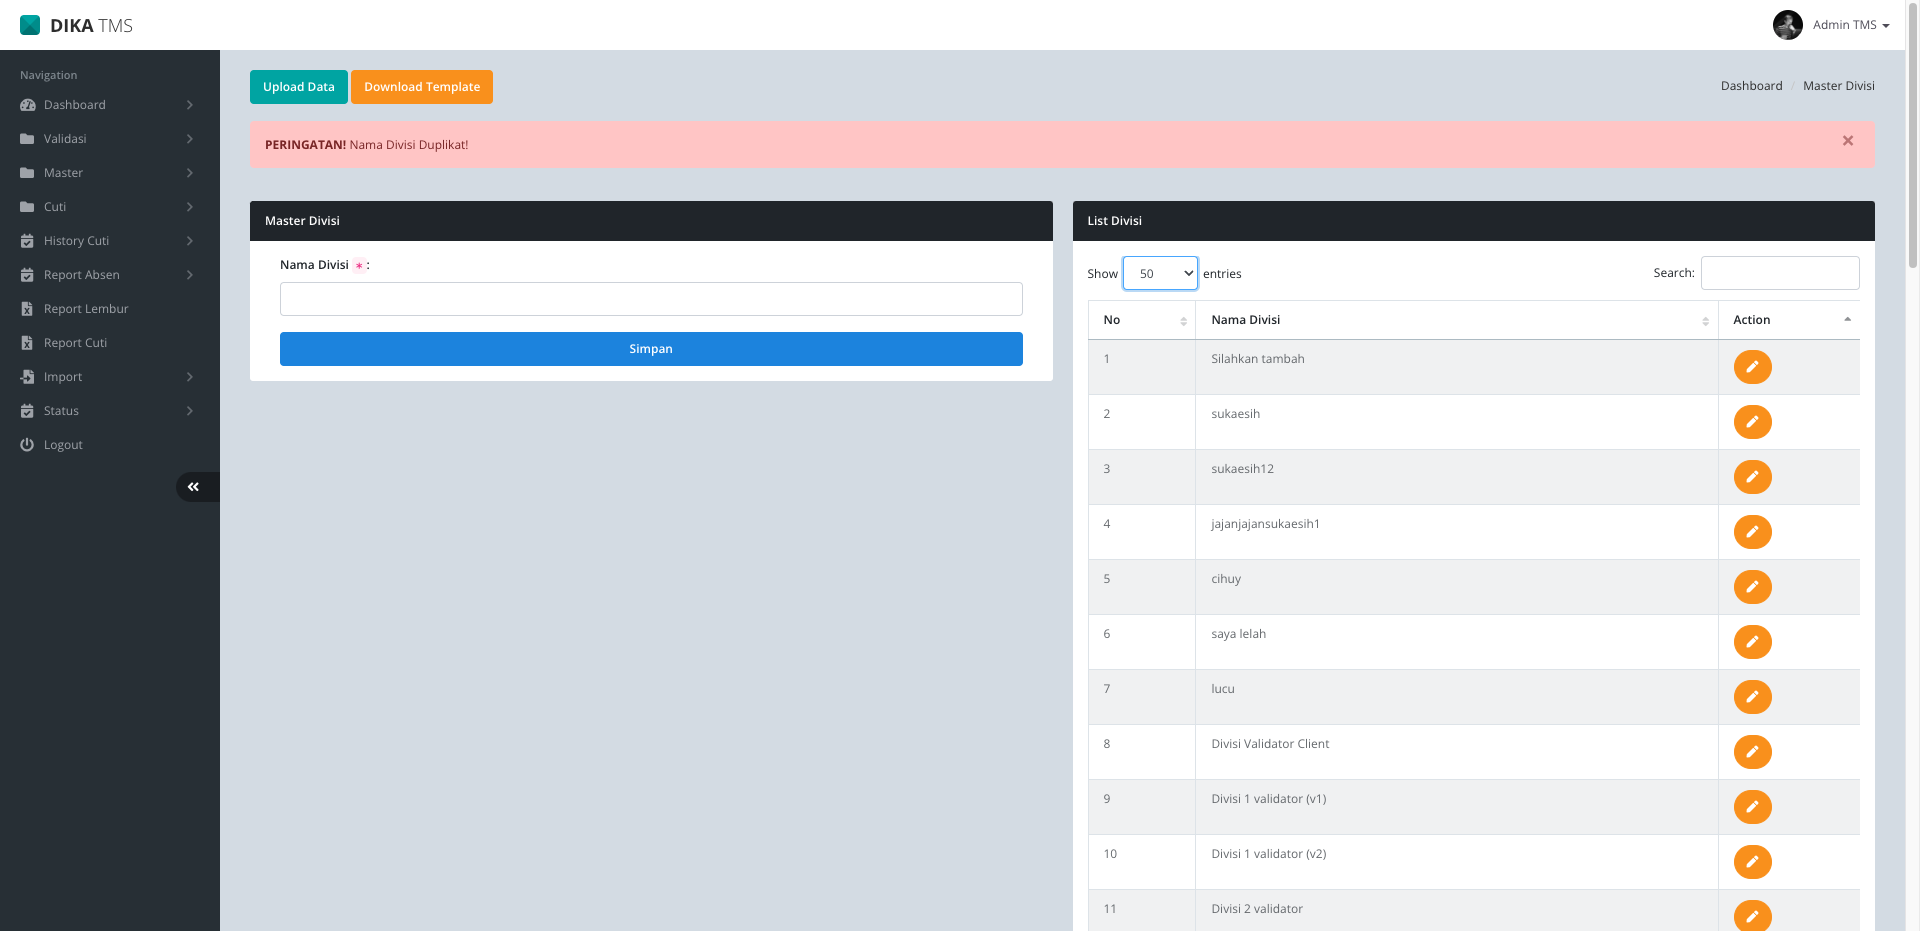 DIKA TMS
Admin TMS
Navigation
Dashboard
Validasi
Master
Cuti
History Cuti
Report Absen
Report Lembur
Report Cuti
Import
Status
Logout
Upload Data
Download Template
Dashboard / Master Divisi
PERINGATAN! Nama Divisi Duplikat!
×
Master Divisi
Nama Divisi * :
Simpan
List Divisi
Show 50 entries
Search:
No Nama Divisi Action
1 Silahkan tambah
2 sukaesih
3 sukaesih12
4 jajanjajansukaesih1
5 cihuy
6 saya lelah
7 lucu
8 Divisi Validator Client
9 Divisi 1 validator (v1)
10 Divisi 1 validator (v2)
11 Divisi 2 validator